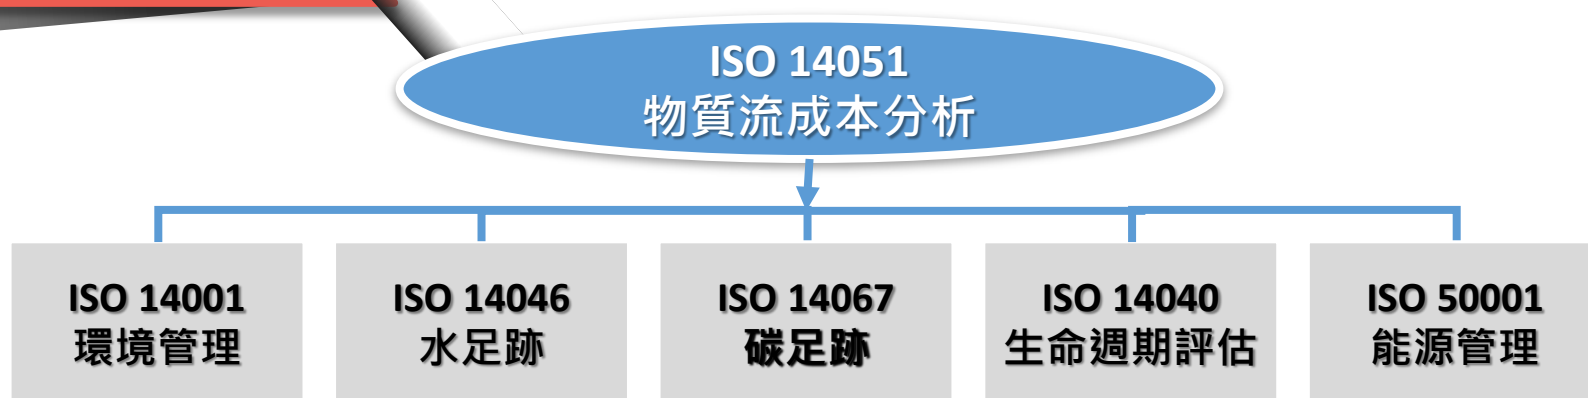 ISO 14051
物質流成本分析
ISO 14001
環境管理
ISO 14046
水足跡
ISO 14067
碳足跡
ISO 14040
生命週期評估
ISO 50001
能源管理